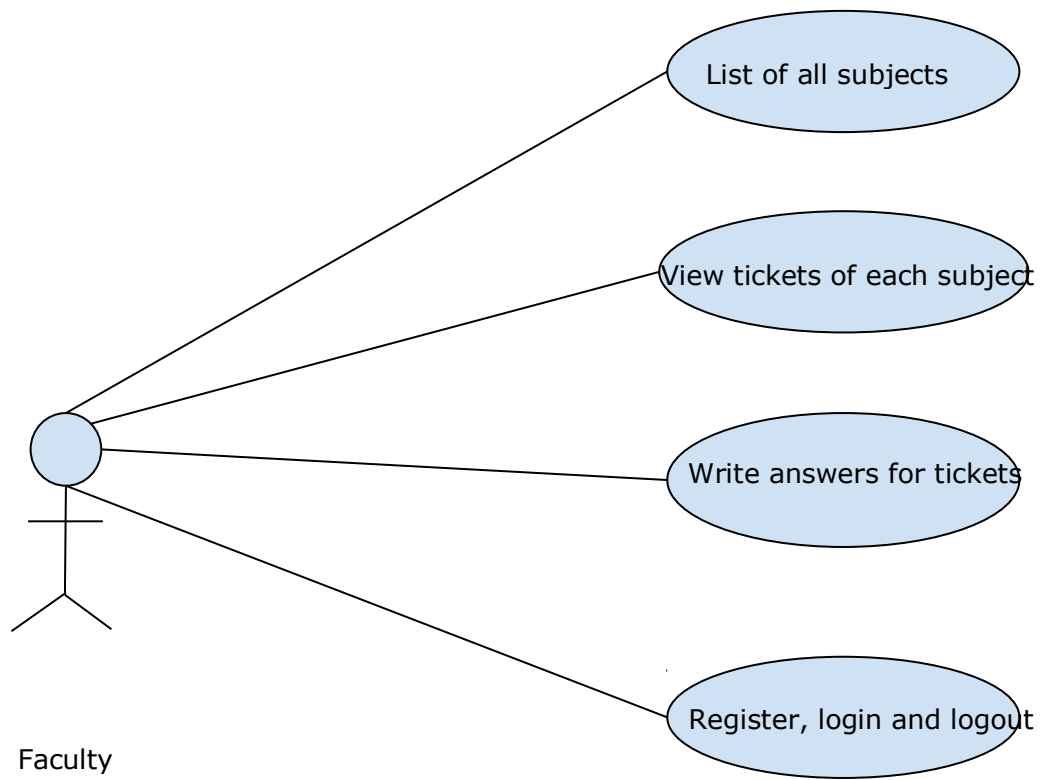 List of all subjects
View tickets of each subject
Write answers for tickets
Register, login and logout
Faculty